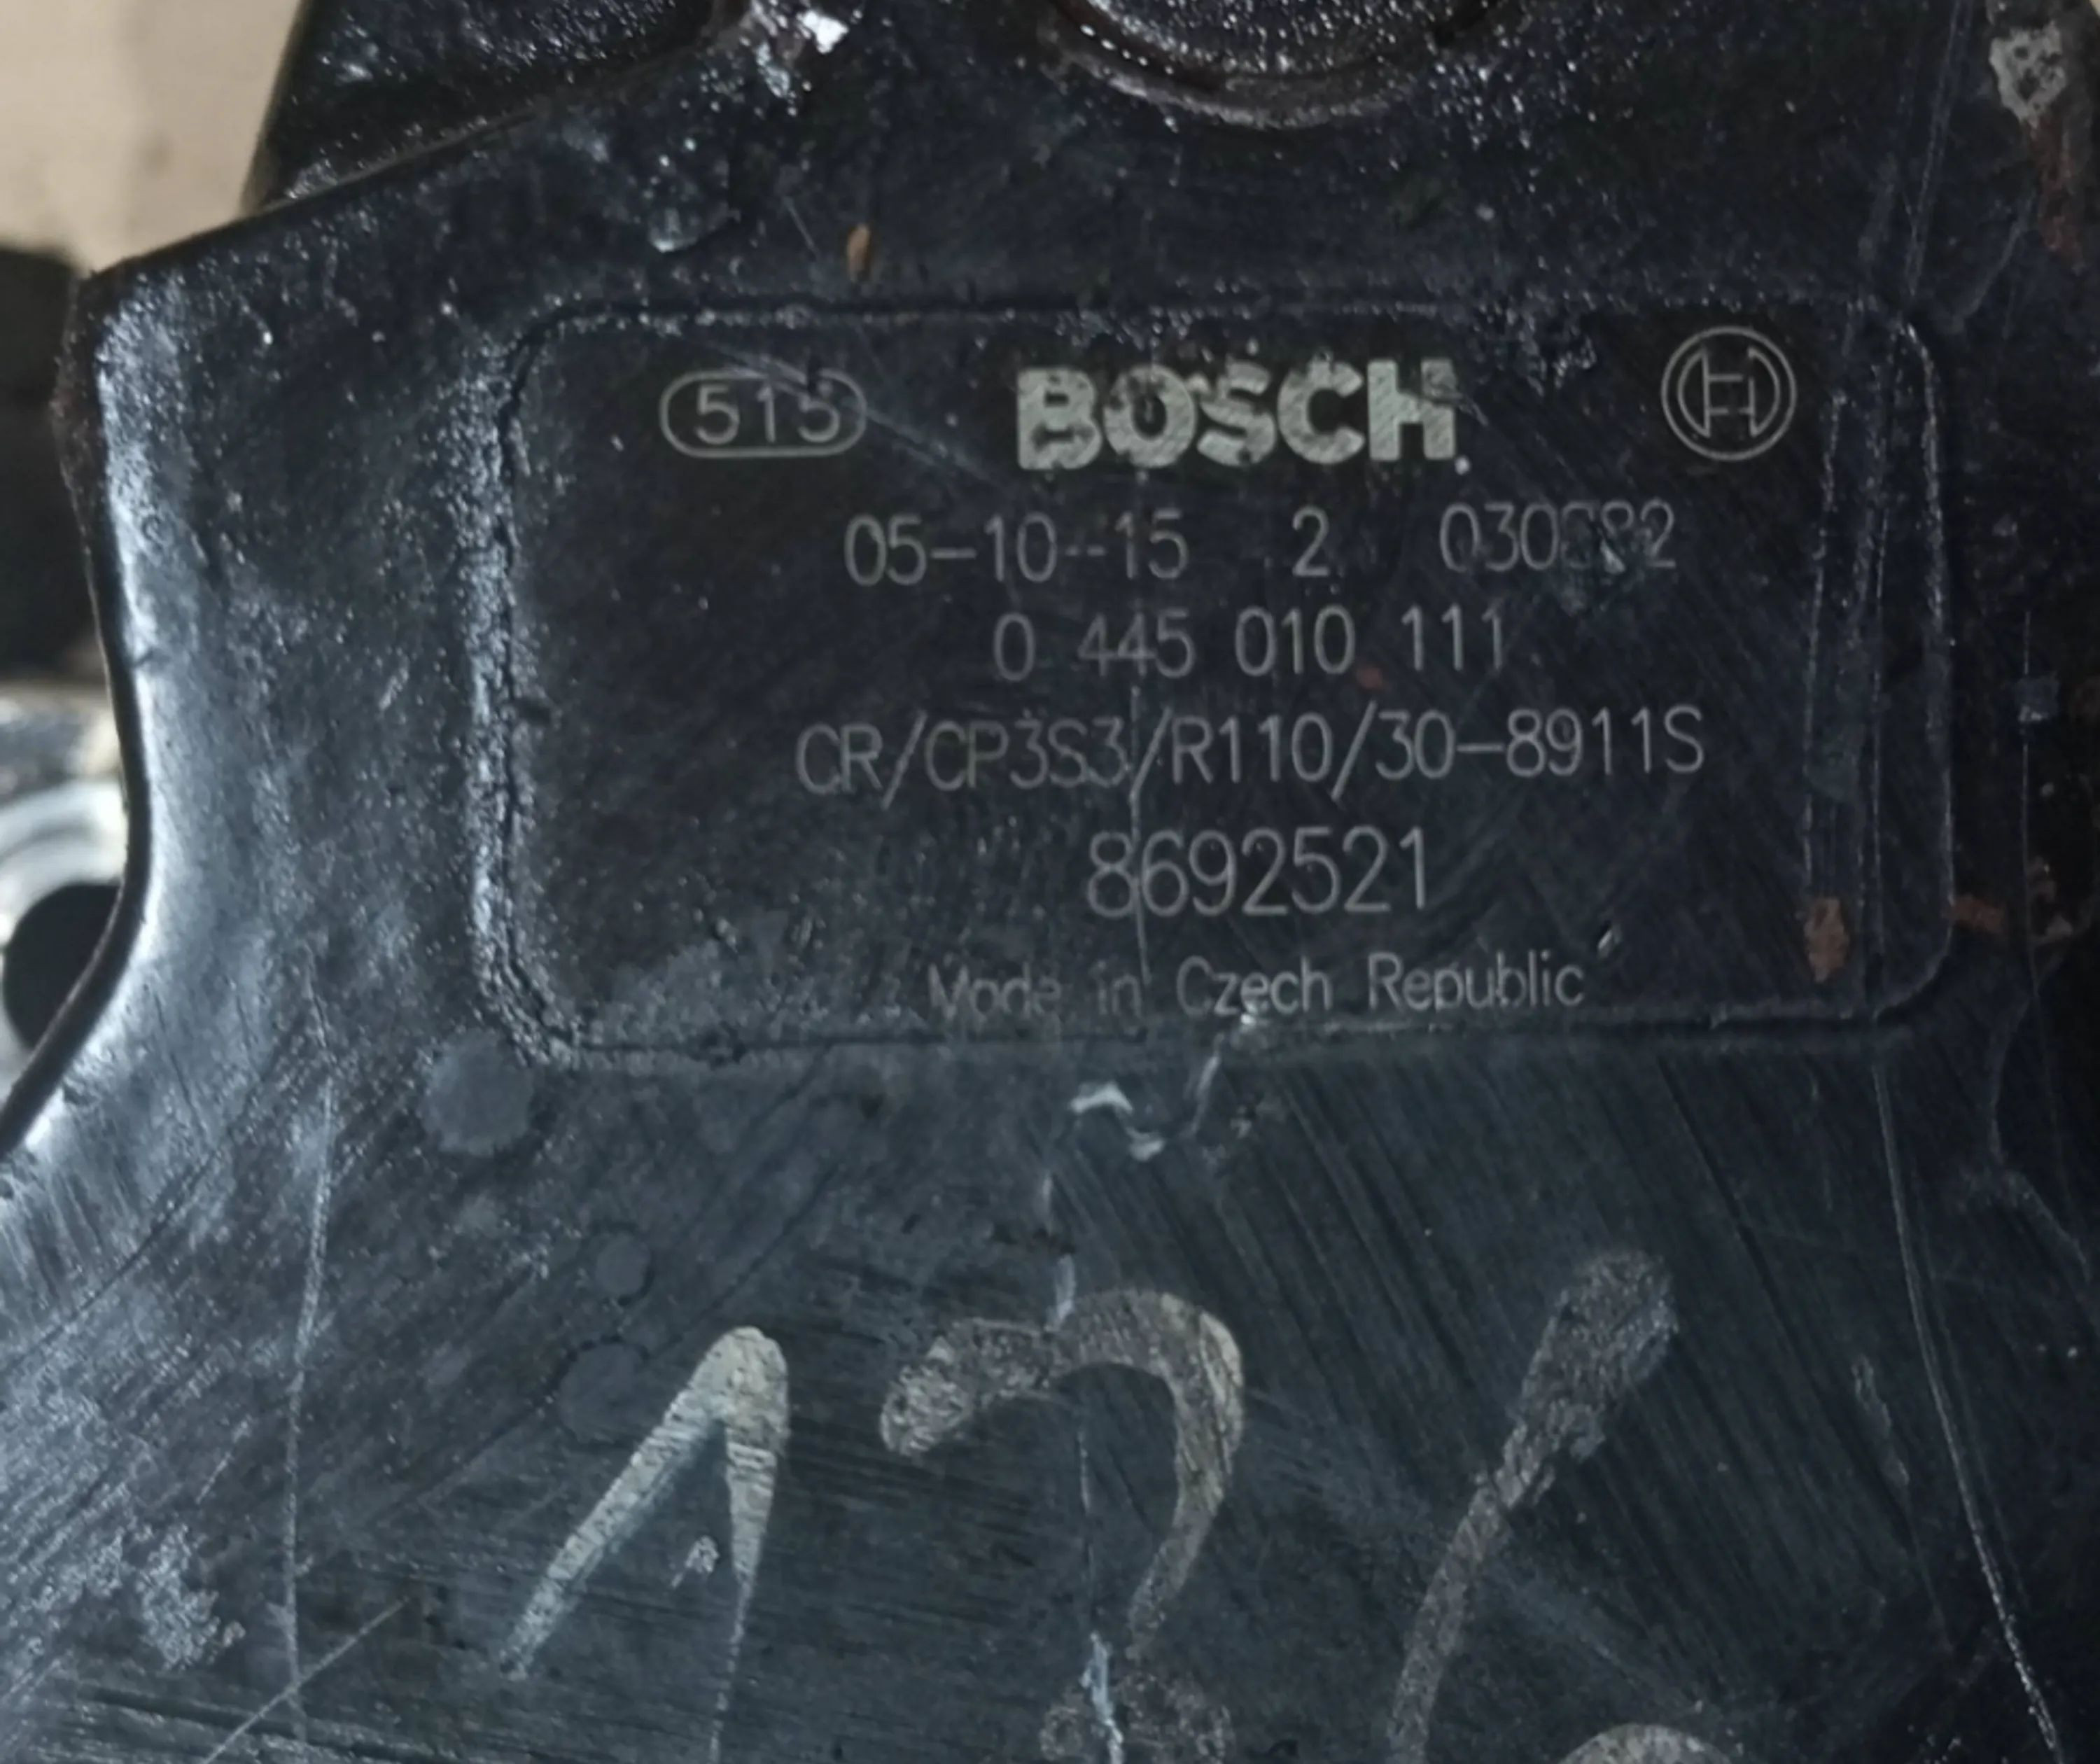 515 BOSCH
05-10-15 2
0 445 010 111
CR/CP3S3/R110/30-8911S
8692521
Made in Czech Republic